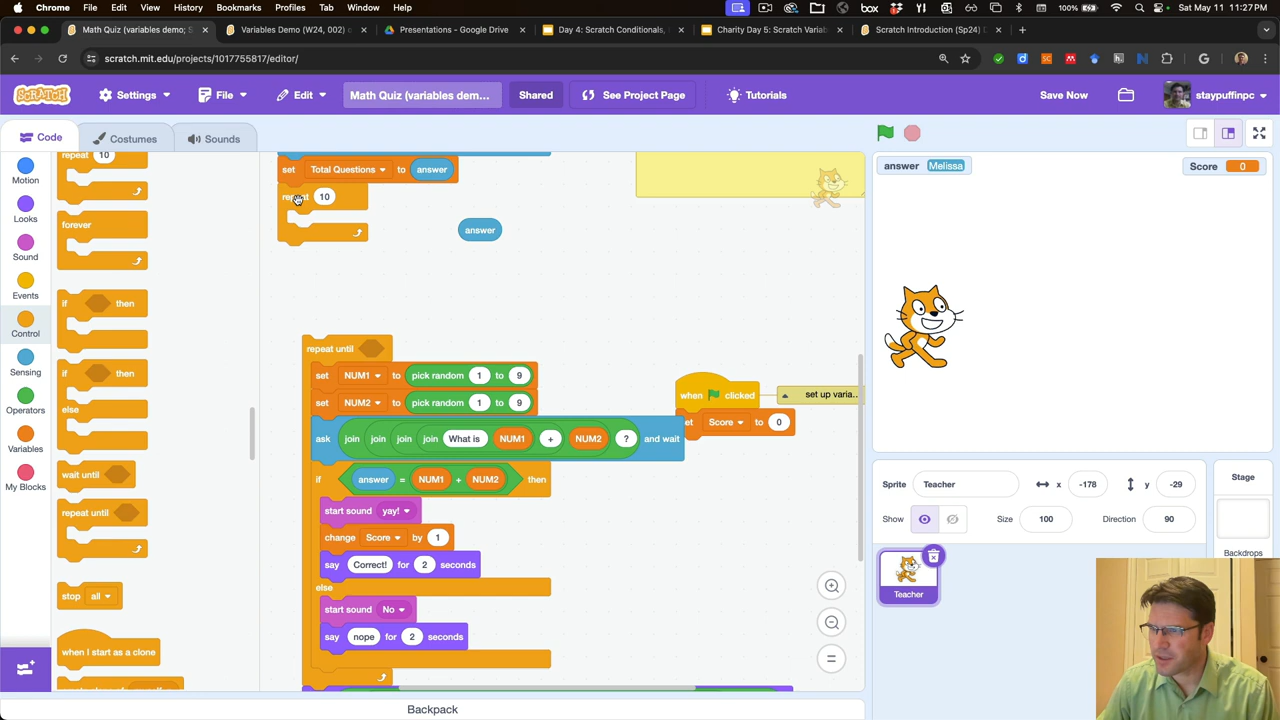 Chrome File Edit View History Bookmarks Profiles Tab Window Help 100% Sat May 11 11:27 PM
Math Quiz (variables demo; S Variables Demo (W24, 002) o Presentations - Google Drive Day 4: Scratch Conditionals, Charity Day 5: Scratch Variab Scratch Introduction (Sp24)
scratch.mit.edu/projects/1017755817/editor/
SCRATCH Settings File Edit Math Quiz (variables dem... Shared See Project Page Tutorials Save Now staypuffinpc
Code Costumes Sounds
Motion
Looks
Sound
Events
Control
Sensing
Operators
Variables
My Blocks
repeat 10
forever
if then
if then
else
wait until
repeat until
stop all
when I start as a clone
set Total Questions to answer
repeat 10
answer
repeat until
set NUM1 to pick random 1 to 9
set NUM2 to pick random 1 to 9
ask join join join join What is NUM1 + NUM2 ? and wait
if answer = NUM1 + NUM2 then
start sound yay!
change Score by 1
say Correct! for 2 seconds
else
start sound No
say nope for 2 seconds
when clicked
set up varia...
set Score to 0
answer Melissa
Score 0
Sprite Teacher x -178 y -29
Show Size 100 Direction 90
Teacher
Stage
Backdrops
Backpack